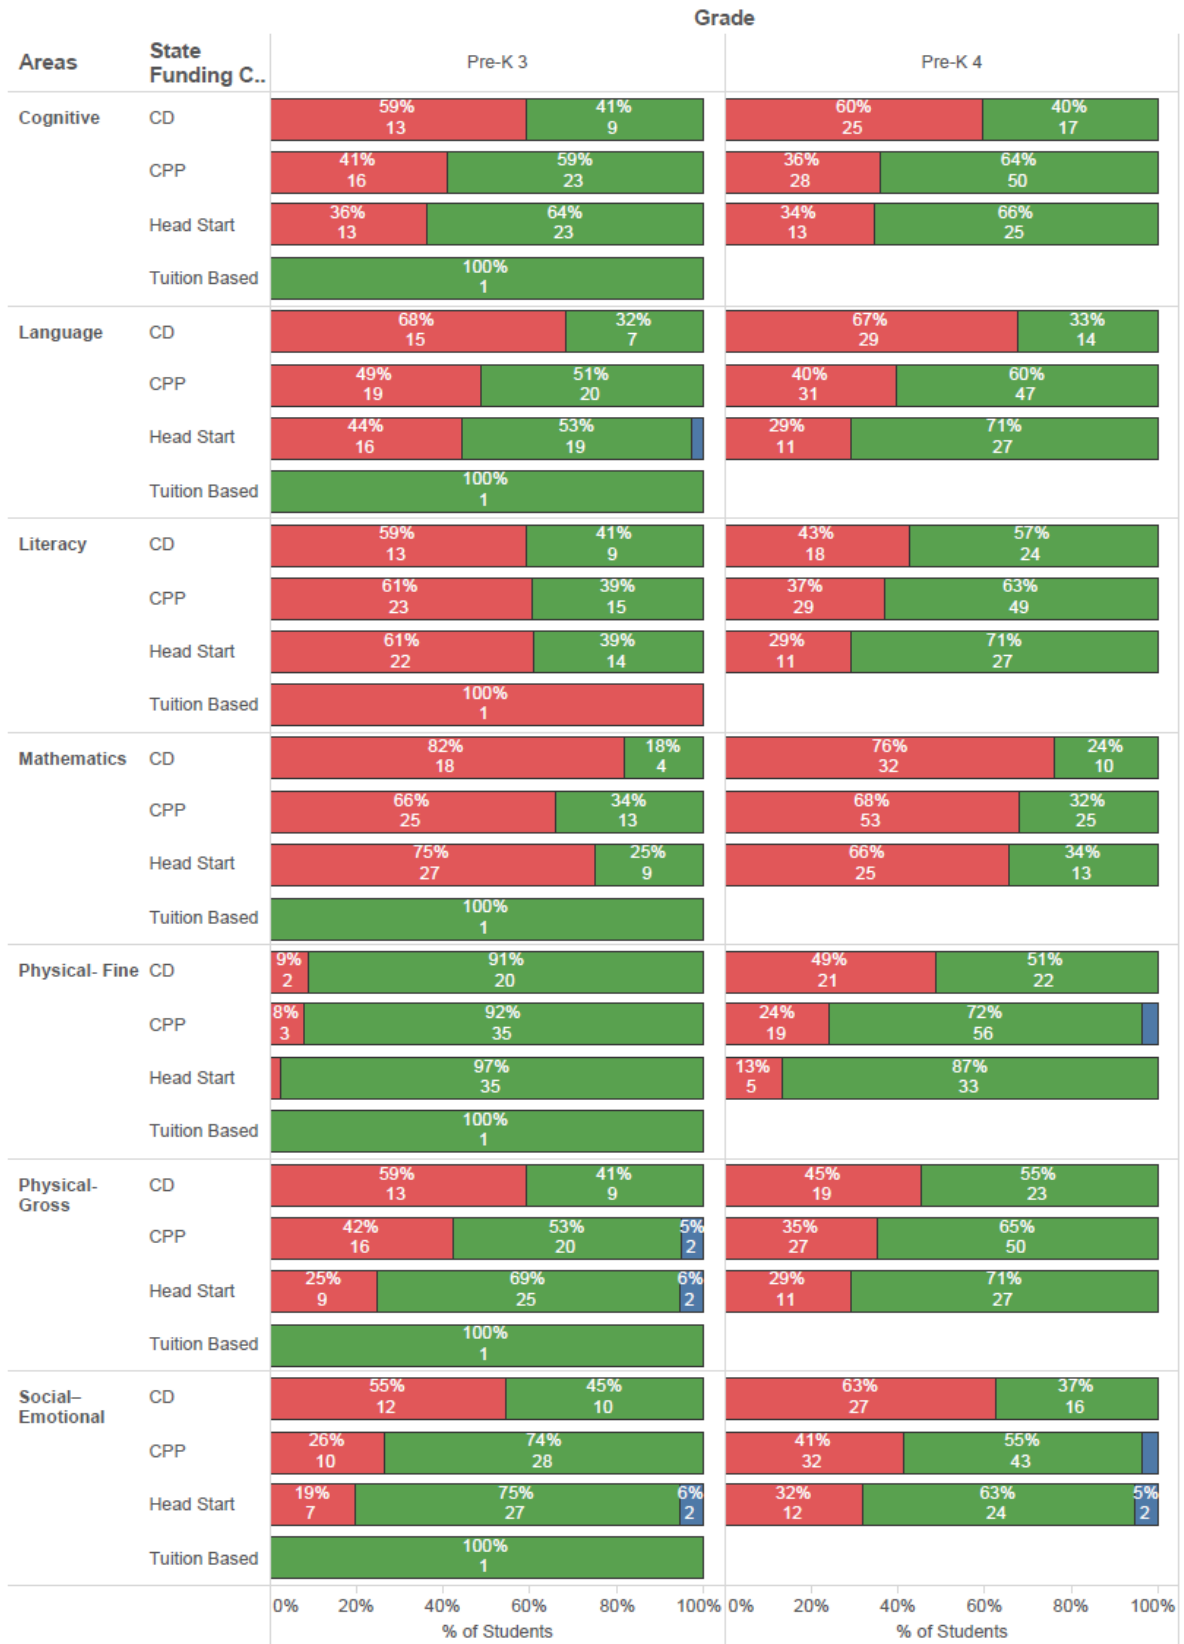 Grade
Areas
State
Funding C..
Pre-K 3
Pre-K 4
Cognitive
CD
59% 41% 60% 40%
13 9 25 17
CPP
41% 59% 36% 64%
16 23 28 50
Head Start
36% 64% 34% 66%
13 23 13 25
Tuition Based
100%
1
Language
CD
68% 32% 67% 33%
15 7 29 14
CPP
49% 51% 40% 60%
19 20 31 47
Head Start
44% 53% 29% 71%
16 19 11 27
Tuition Based
100%
1
Literacy
CD
59% 41% 43% 57%
13 9 18 24
CPP
61% 39% 37% 63%
23 15 29 49
Head Start
61% 39% 29% 71%
22 14 11 27
Tuition Based
100%
1
Mathematics
CD
82% 18% 76% 24%
18 4 32 10
CPP
66% 34% 68% 32%
25 13 53 25
Head Start
75% 25% 66% 34%
27 9 25 13
Tuition Based
100%
1
Physical- Fine
CD
9% 91% 49% 51%
2 20 21 22
CPP
8% 92% 24% 72%
3 35 19 56
Head Start
97% 13% 87%
35 5 33
Tuition Based
100%
1
Physical-
Gross
CD
59% 41% 45% 55%
13 9 19 23
CPP
42% 53% 5% 35% 65%
16 20 2 27 50
Head Start
25% 69% 6% 29% 71%
9 25 2 11 27
Tuition Based
100%
1
Social–
Emotional
CD
55% 45% 63% 37%
12 10 27 16
CPP
26% 74% 41% 55%
10 28 32 43
Head Start
19% 75% 6% 32% 63% 5%
7 27 2 12 24 2
Tuition Based
100%
1
0% 20% 40% 60% 80% 100% 0% 20% 40% 60% 80% 100%
% of Students % of Students